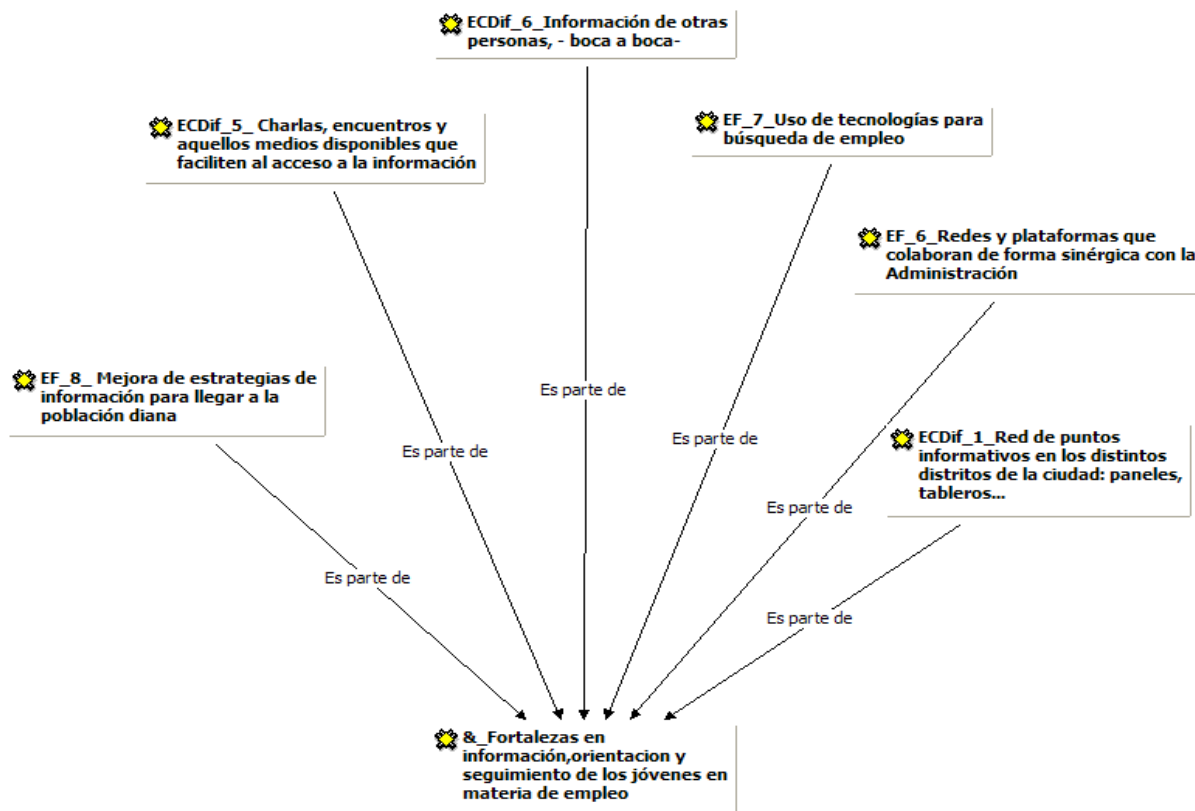 ECDif_6_Información de otras
personas, - boca a boca-
ECDif_5_ Charlas, encuentros y
aquellos medios disponibles que
faciliten al acceso a la información
EF_7_Uso de tecnologías para
búsqueda de empleo
EF_6_Redes y plataformas que
colaboran de forma sinérgica con la
Administración
EF_8_ Mejora de estrategias de
información para llegar a la
población diana
ECDif_1_Red de puntos
informativos en los distintos
distritos de la ciudad: paneles,
tableros...
Es parte de
Es parte de
Es parte de
Es parte de
Es parte de
Es parte de
&_Fortalezas en
información,orientacion y
seguimiento de los jóvenes en
materia de empleo